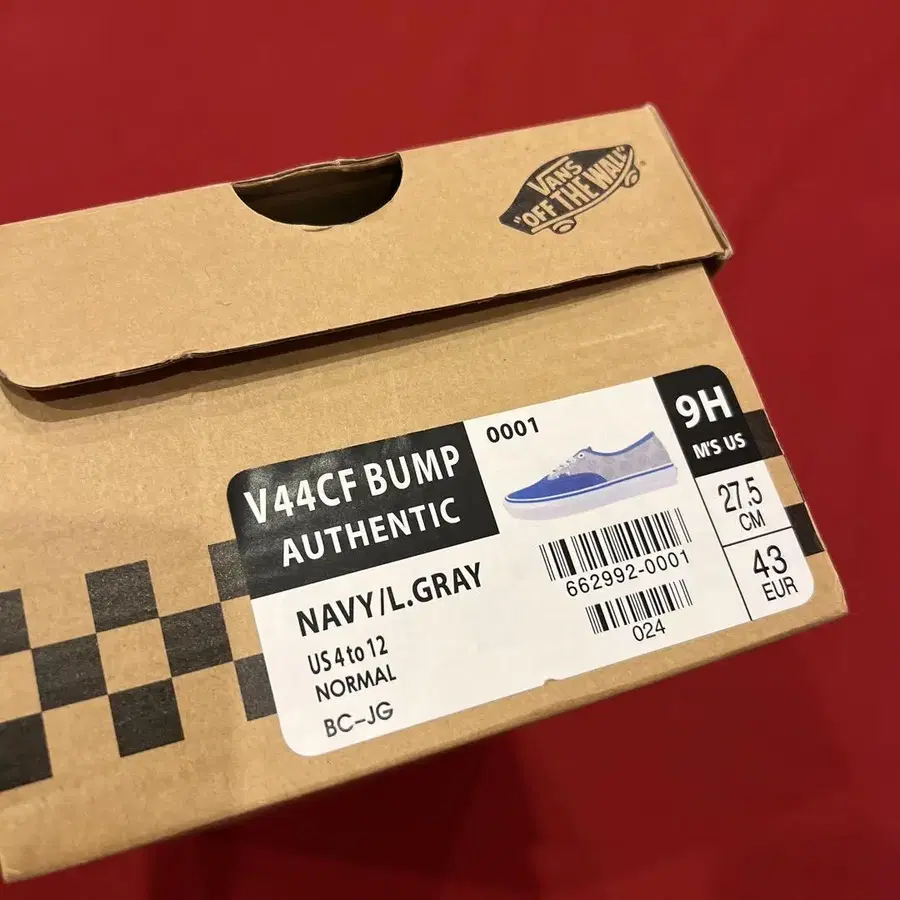 VANS
"OFF THE WALL"
V44CF BUMP
AUTHENTIC
0001
9H
M'S US
27.5
CM
43
EUR
NAVY/L.GRAY
US 4 to 12
NORMAL
BC-JG
662992-0001
024